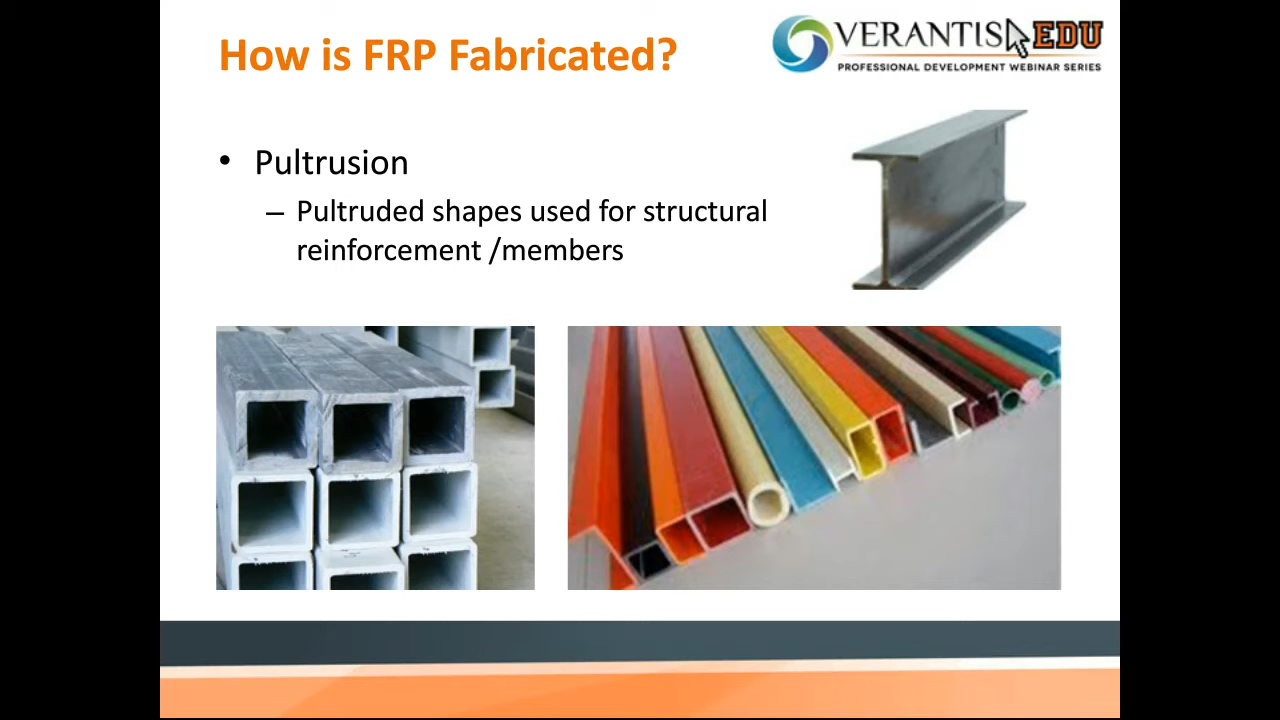 How is FRP Fabricated?
VERANTIS EDU
PROFESSIONAL DEVELOPMENT WEBINAR SERIES
• Pultrusion
– Pultruded shapes used for structural
reinforcement /members